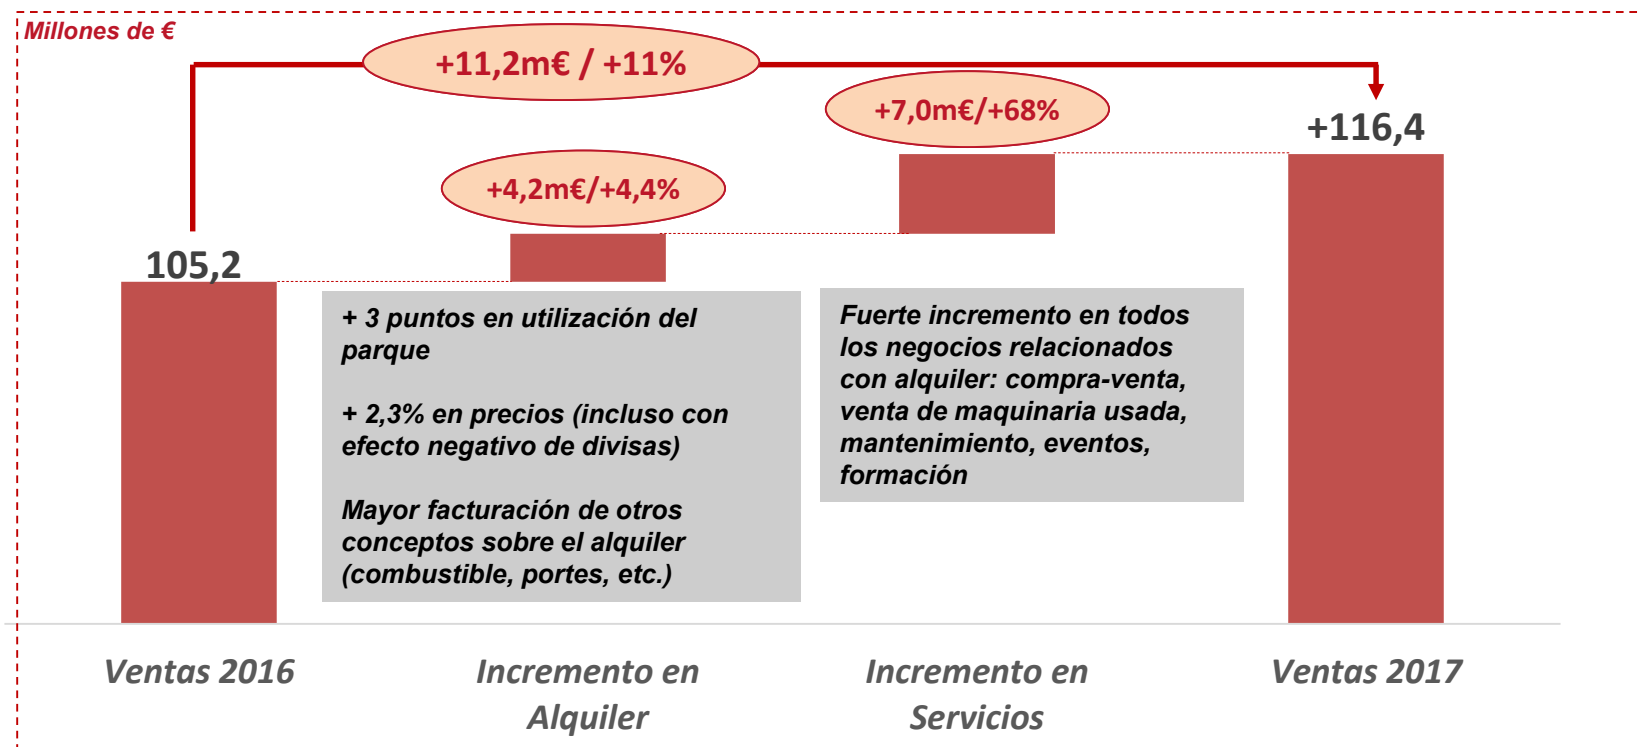 Millones de €
+11,2m€ / +11%
+7,0m€/+68%
+116,4
+4,2m€/+4,4%
105,2
+ 3 puntos en utilización del
parque
+ 2,3% en precios (incluso con
efecto negativo de divisas)
Mayor facturación de otros
conceptos sobre el alquiler
(combustible, portes, etc.)
Fuerte incremento en todos
los negocios relacionados
con alquiler: compra-venta,
venta de maquinaria usada,
mantenimiento, eventos,
formación
Ventas 2016
Incremento en
Alquiler
Incremento en
Servicios
Ventas 2017